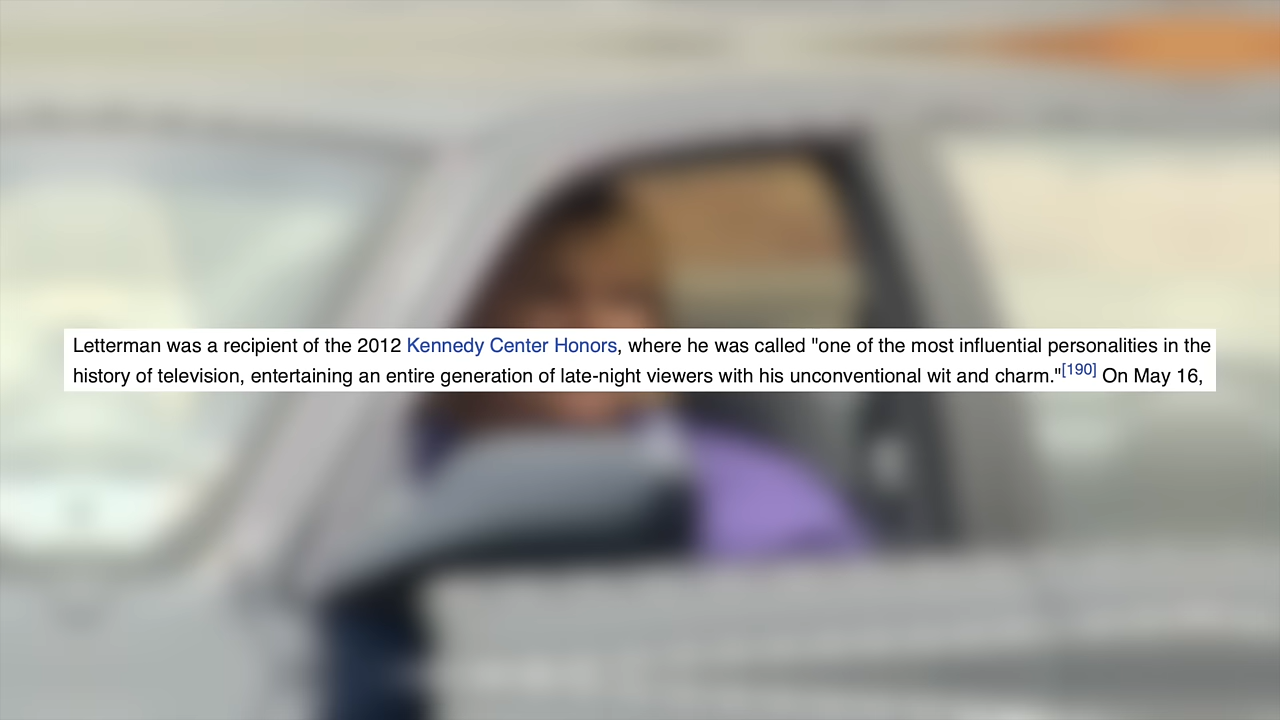 Letterman was a recipient of the 2012 Kennedy Center Honors, where he was called "one of the most influential personalities in the
history of television, entertaining an entire generation of late-night viewers with his unconventional wit and charm."[190] On May 16,